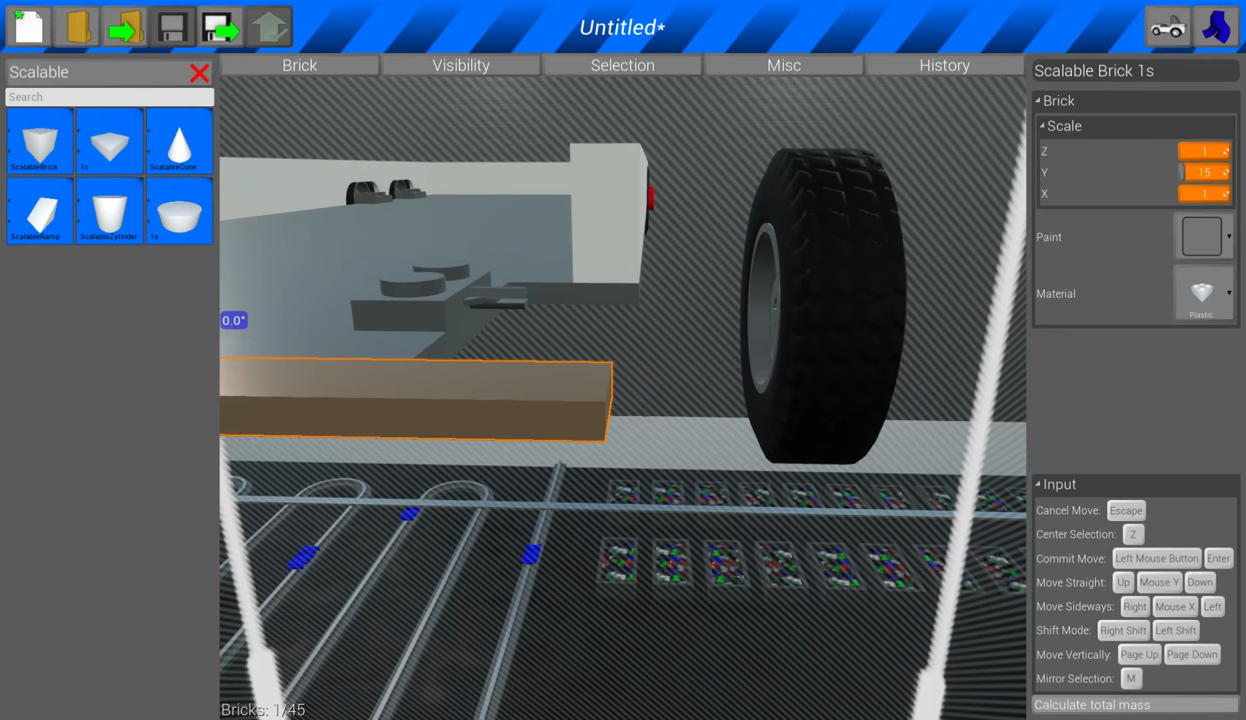 Untitled*
Scalable
Search
ScalableBrick
1s
ScalableCone
ScalableRamp
ScalableZylinder
1s
Brick
Visibility
Selection
Misc
History
0.0°
Bricks: 1/45
Scalable Brick 1s
Brick
Scale
Z 1
Y 15
X 1
Paint
Material
Plastic
Input
Cancel Move: Escape
Center Selection: Z
Commit Move: Left Mouse Button Enter
Move Straight: Up Mouse Y Down
Move Sideways: Right Mouse X Left
Shift Mode: Right Shift Left Shift
Move Vertically: Page Up Page Down
Mirror Selection: M
Calculate total mass